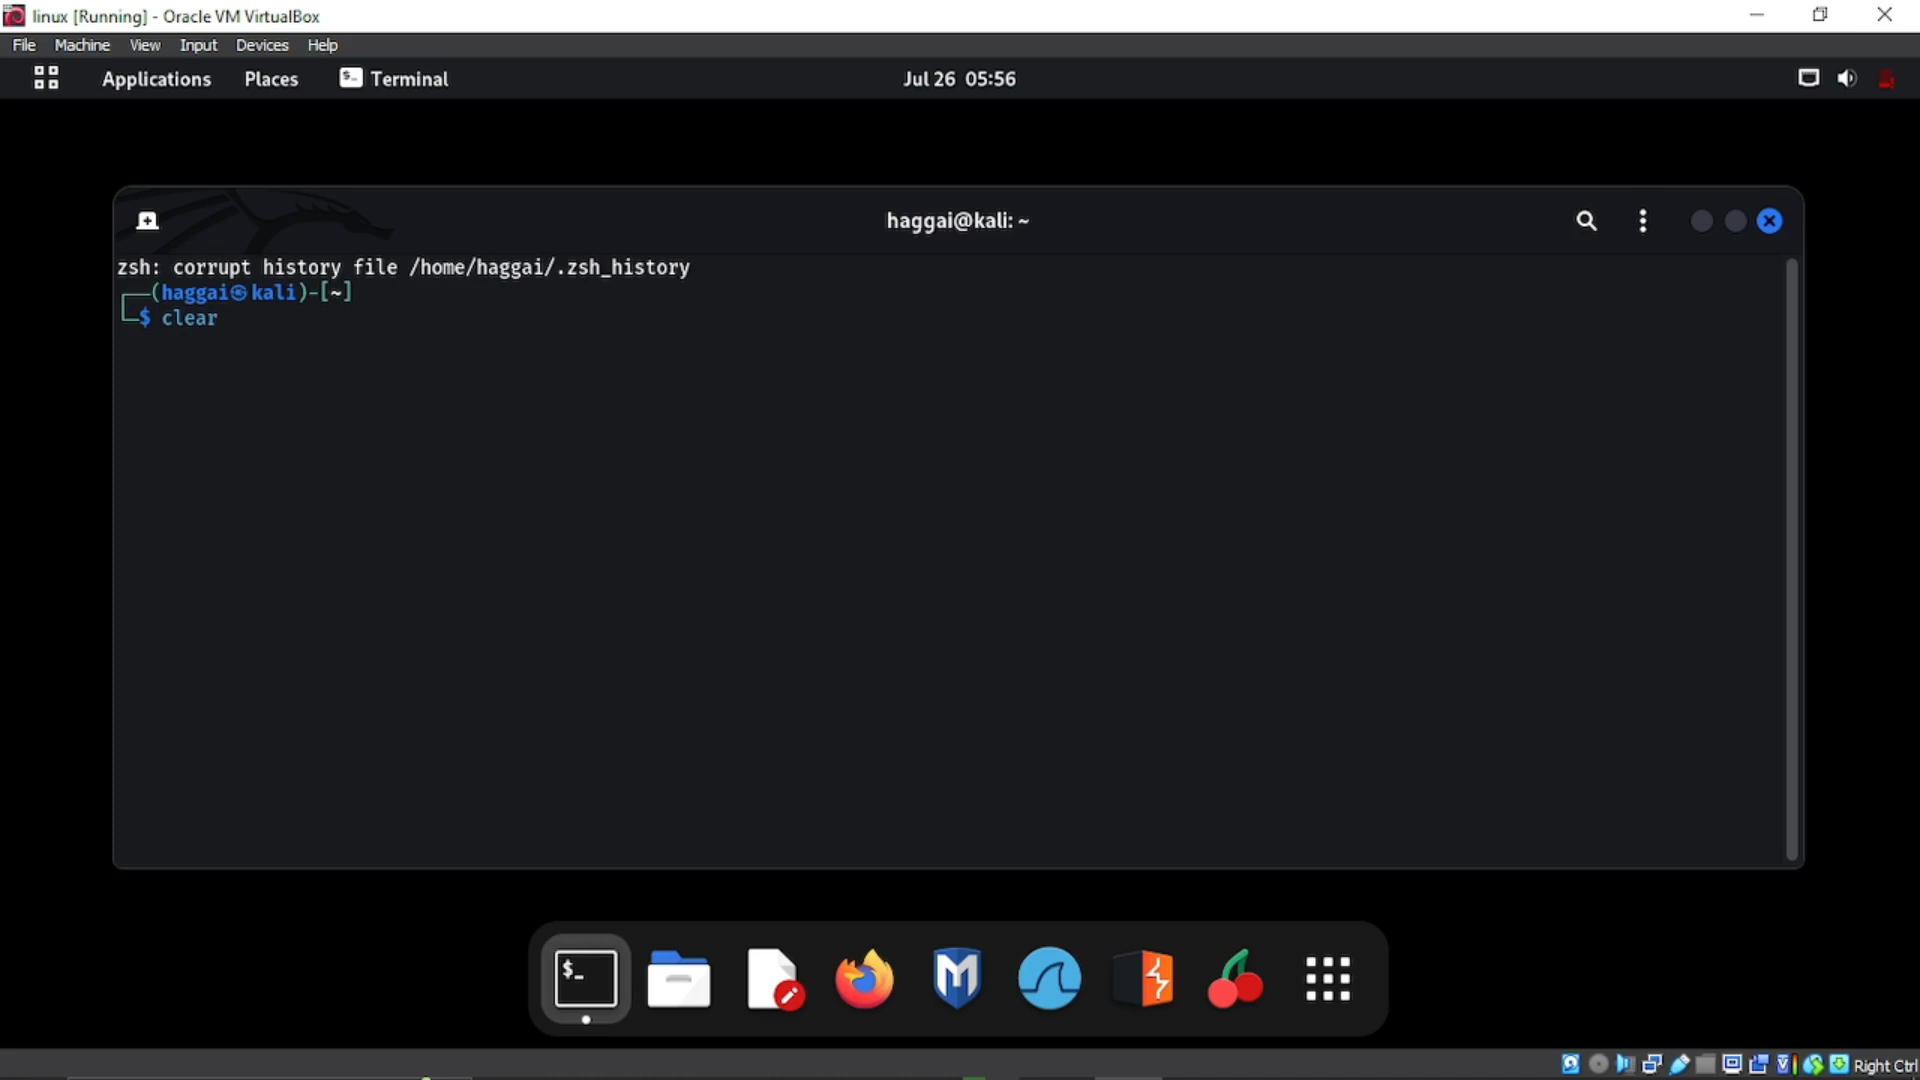 linux [Running] - Oracle VM VirtualBox
File Machine View Input Devices Help
Applications Places Terminal Jul 26 05:56
haggai@kali: ~
zsh: corrupt history file /home/haggai/.zsh_history
┌──(haggai㉿kali)-[~]
└─$ clear
$_
Right Ctrl